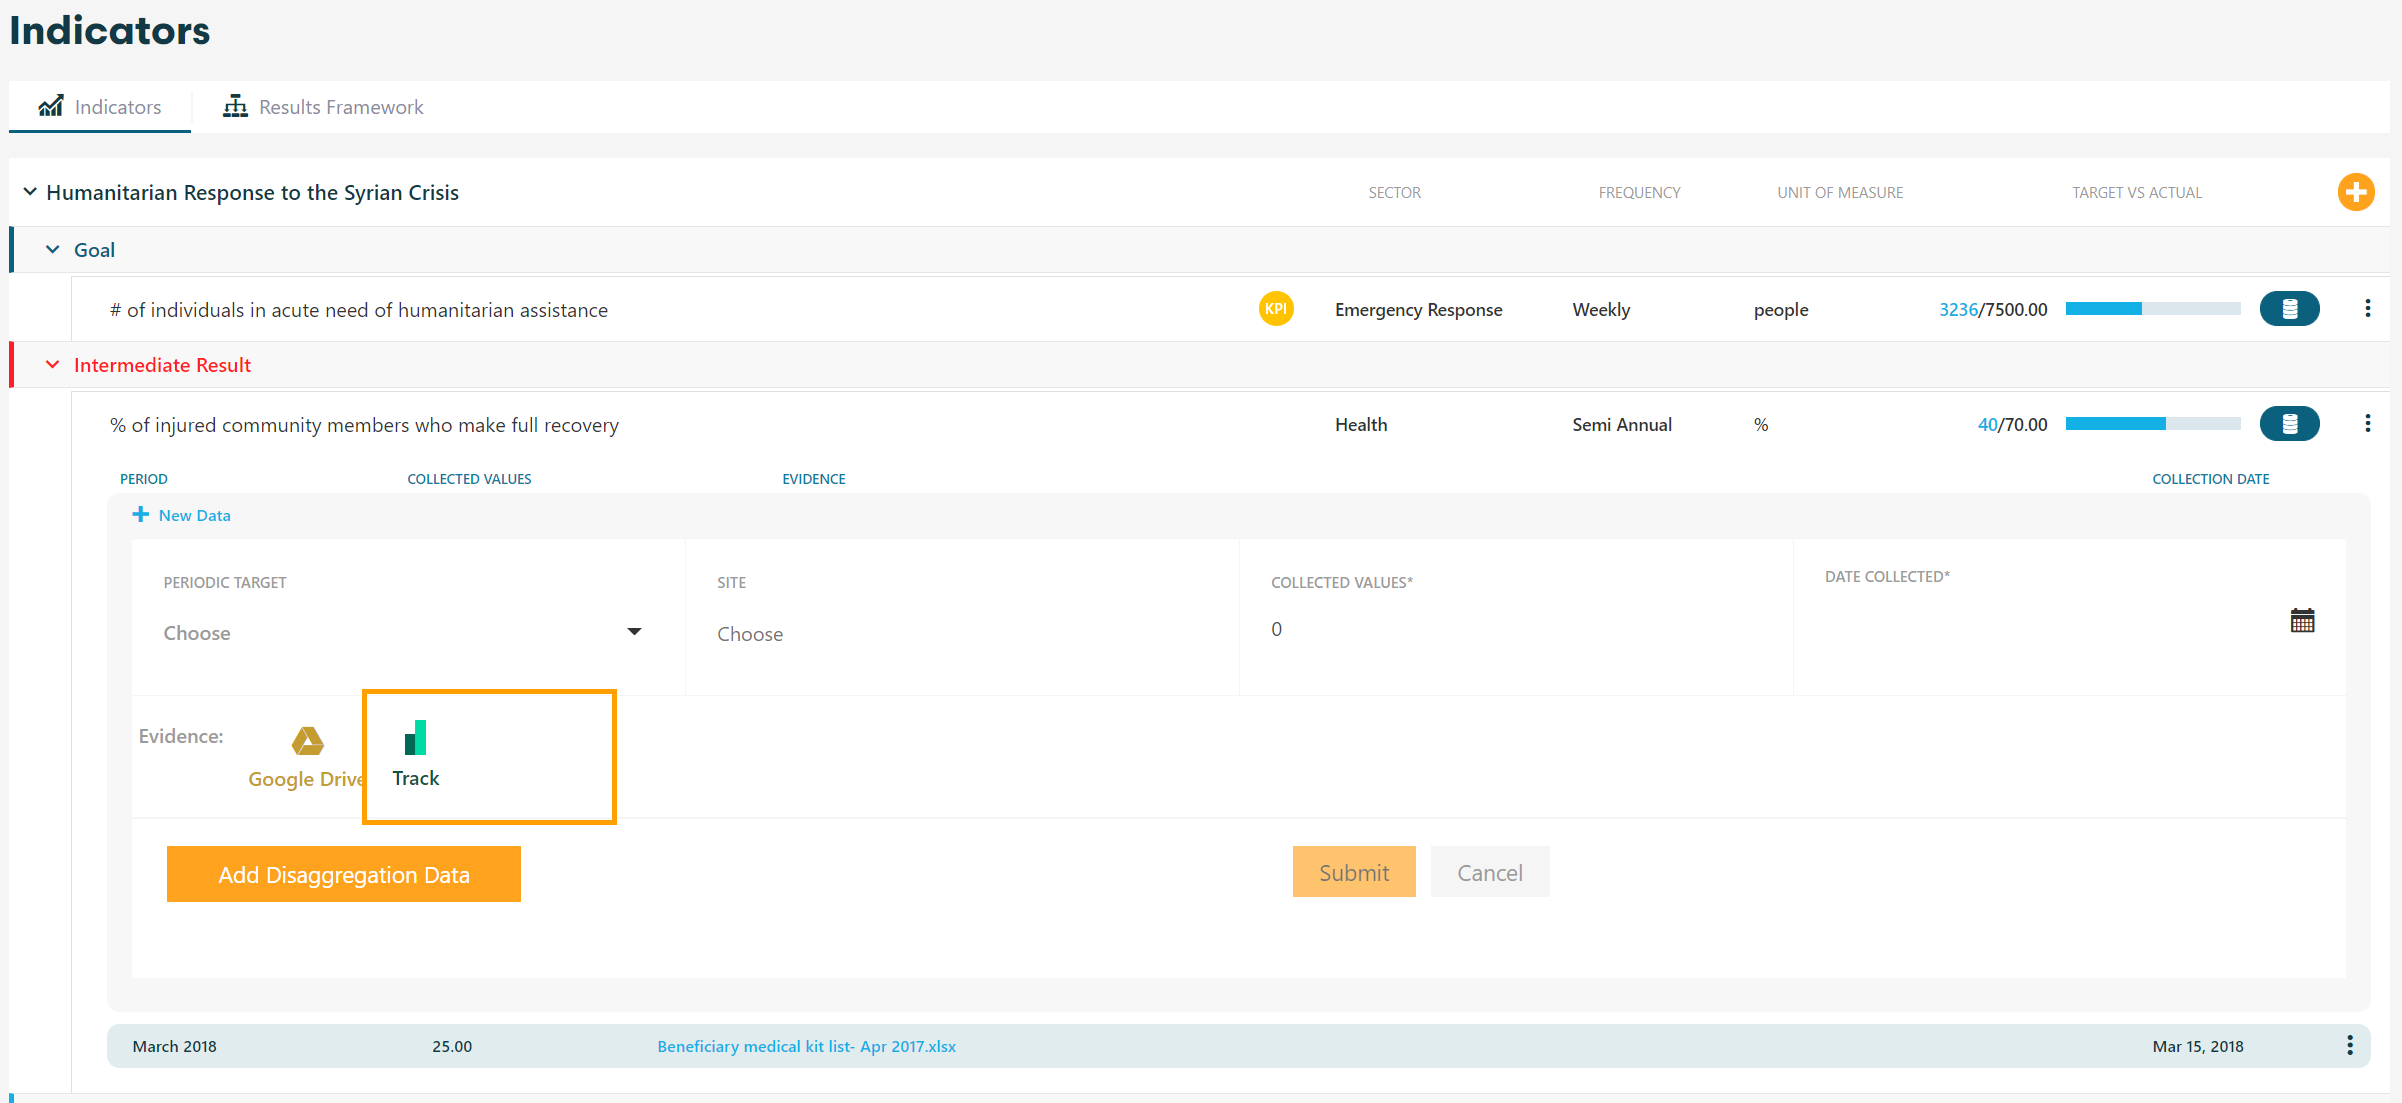 Indicators
Indicators
Results Framework
Humanitarian Response to the Syrian Crisis
SECTOR
FREQUENCY
UNIT OF MEASURE
TARGET VS ACTUAL
Goal
# of individuals in acute need of humanitarian assistance
KPI
Emergency Response
Weekly
people
3236/7500.00
Intermediate Result
% of injured community members who make full recovery
Health
Semi Annual
%
40/70.00
PERIOD
COLLECTED VALUES
EVIDENCE
COLLECTION DATE
New Data
PERIODIC TARGET
SITE
COLLECTED VALUES*
DATE COLLECTED*
Choose
Choose
0
Evidence:
Google Drive
Track
Add Disaggregation Data
Submit
Cancel
March 2018
25.00
Beneficiary medical kit list- Apr 2017.xlsx
Mar 15, 2018